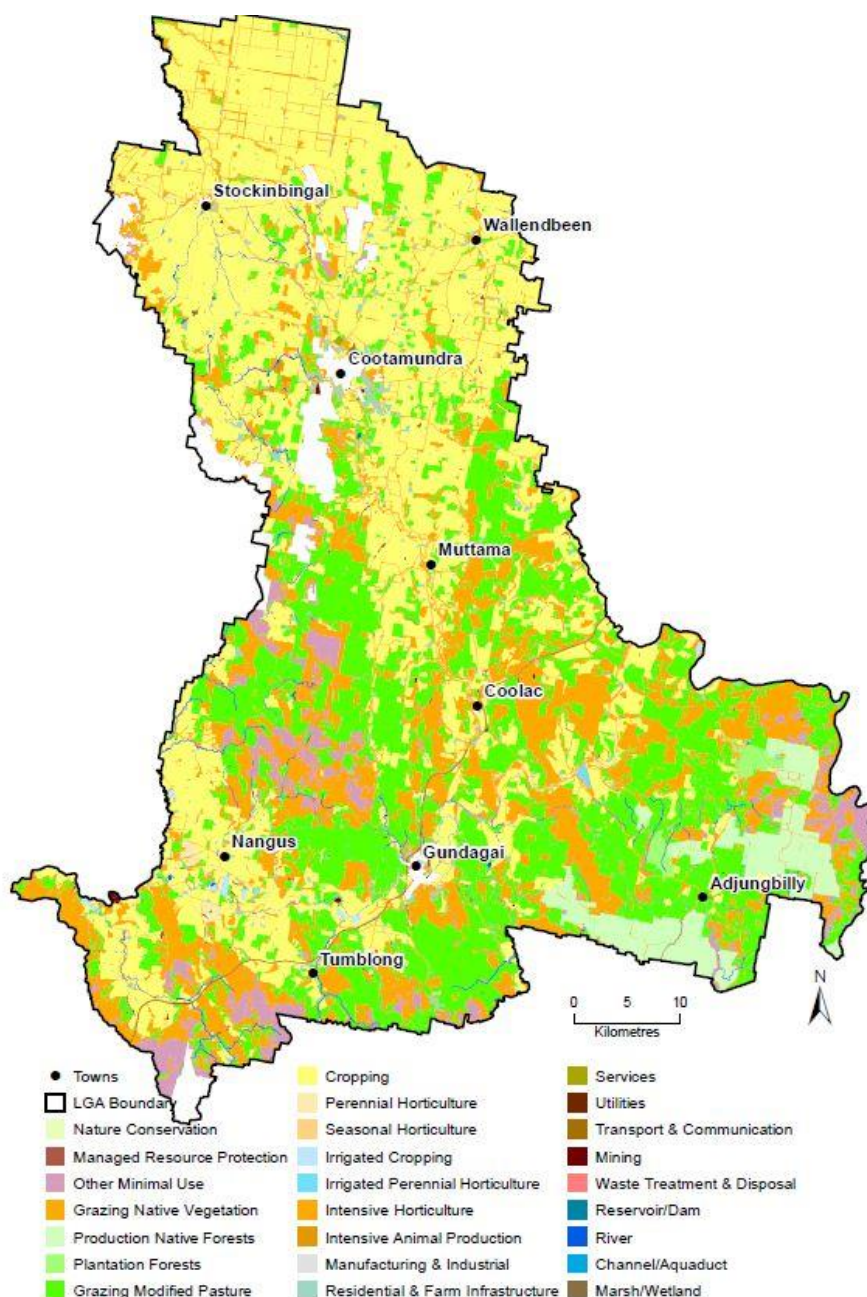 Stockinbingal
Wallendbeen
Cootamundra
Muttama
Coolac
Nangus
Gundagai
Adjungbilly
Tumblong
N
0 5 10
Kilometres
Towns
LGA Boundary
Nature Conservation
Managed Resource Protection
Other Minimal Use
Grazing Native Vegetation
Production Native Forests
Plantation Forests
Grazing Modified Pasture
Cropping
Perennial Horticulture
Seasonal Horticulture
Irrigated Cropping
Irrigated Perennial Horticulture
Intensive Horticulture
Intensive Animal Production
Manufacturing & Industrial
Residential & Farm Infrastructure
Services
Utilities
Transport & Communication
Mining
Waste Treatment & Disposal
Reservoir/Dam
River
Channel/Aquaduct
Marsh/Wetland